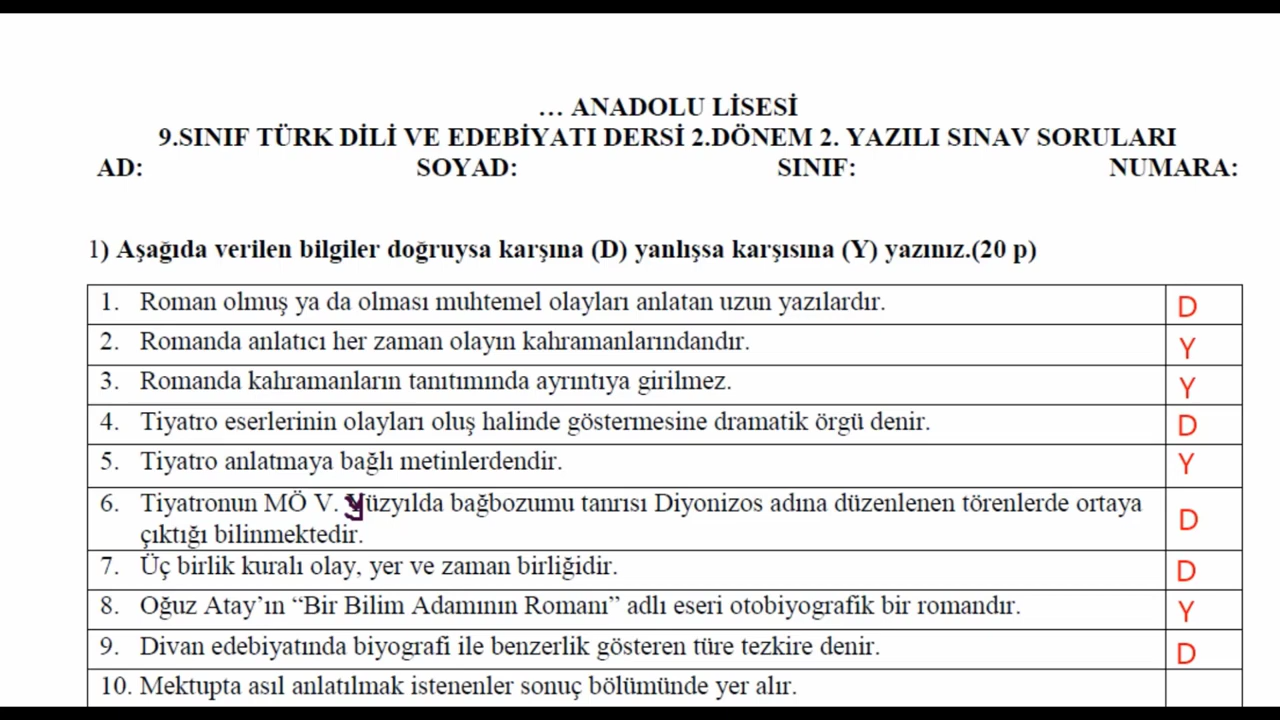 ... ANADOLU LİSESİ
9.SINIF TÜRK DİLİ VE EDEBİYATI DERSİ 2.DÖNEM 2. YAZILI SINAV SORULARI
AD: SOYAD: SINIF: NUMARA:
1) Aşağıda verilen bilgiler doğruysa karşına (D) yanlışsa karşısına (Y) yazınız.(20 p)
1. Roman olmuş ya da olması muhtemel olayları anlatan uzun yazılardır. D
2. Romanda anlatıcı her zaman olayın kahramanlarındandır. Y
3. Romanda kahramanların tanıtımında ayrıntıya girilmez. Y
4. Tiyatro eserlerinin olayları oluş halinde göstermesine dramatik örgü denir. D
5. Tiyatro anlatmaya bağlı metinlerdendir. Y
6. Tiyatronun MÖ V. yüzyılda bağbozumu tanrısı Diyonizos adına düzenlenen törenlerde ortaya
çıktığı bilinmektedir. D
7. Üç birlik kuralı olay, yer ve zaman birliğidir. D
8. Oğuz Atay’ın “Bir Bilim Adamının Romanı” adlı eseri otobiyografik bir romandır. Y
9. Divan edebiyatında biyografi ile benzerlik gösteren türe tezkire denir. D
10. Mektupta asıl anlatılmak istenenler sonuç bölümünde yer alır.